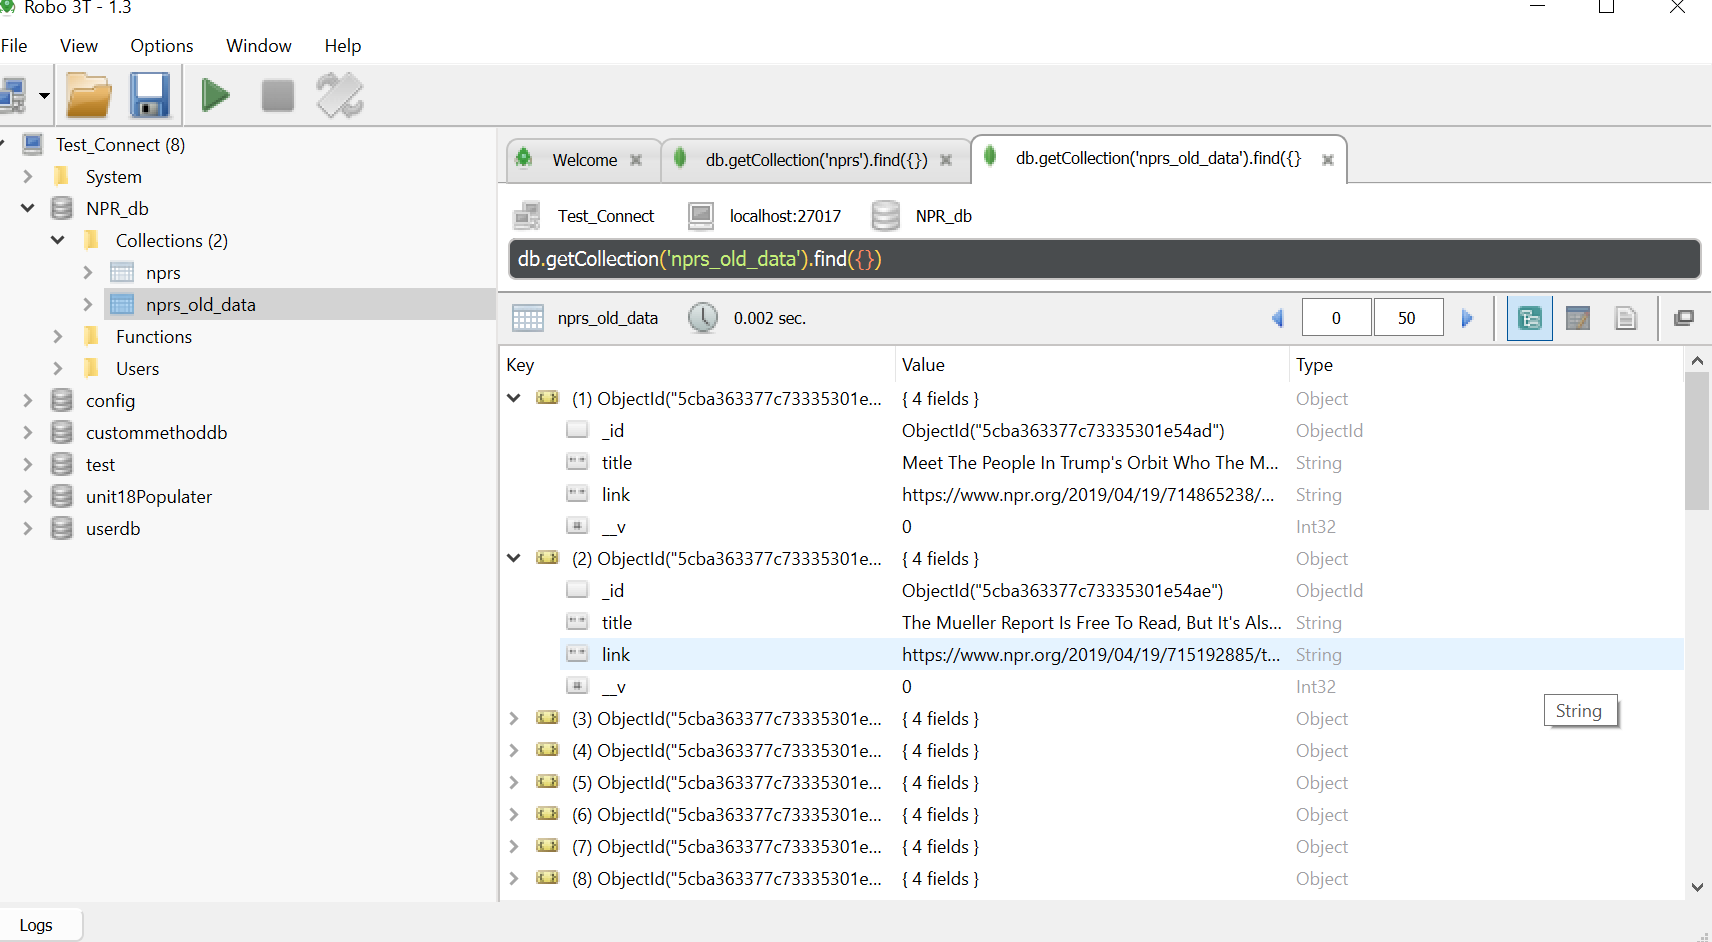 Robo 3T - 1.3
File View Options Window Help
Test_Connect (8)
System
NPR_db
Collections (2)
nprs
nprs_old_data
Functions
Users
config
custommethoddb
test
unit18Populater
userdb
Welcome db.getCollection('nprs').find({}) db.getCollection('nprs_old_data').find({}
Test_Connect localhost:27017 NPR_db
db.getCollection('nprs_old_data').find({})
nprs_old_data 0.002 sec. 0 50
Key Value Type
(1) ObjectId("5cba363377c73335301e... { 4 fields } Object
_id ObjectId("5cba363377c73335301e54ad") ObjectId
title Meet The People In Trump's Orbit Who The M... String
link https://www.npr.org/2019/04/19/714865238/... String
__v 0 Int32
(2) ObjectId("5cba363377c73335301e... { 4 fields } Object
_id ObjectId("5cba363377c73335301e54ae") ObjectId
title The Mueller Report Is Free To Read, But It's Als... String
link https://www.npr.org/2019/04/19/715192885/t... String
__v 0 Int32
(3) ObjectId("5cba363377c73335301e... { 4 fields } Object
String
(4) ObjectId("5cba363377c73335301e... { 4 fields } Object
(5) ObjectId("5cba363377c73335301e... { 4 fields } Object
(6) ObjectId("5cba363377c73335301e... { 4 fields } Object
(7) ObjectId("5cba363377c73335301e... { 4 fields } Object
(8) ObjectId("5cba363377c73335301e... { 4 fields } Object
Logs